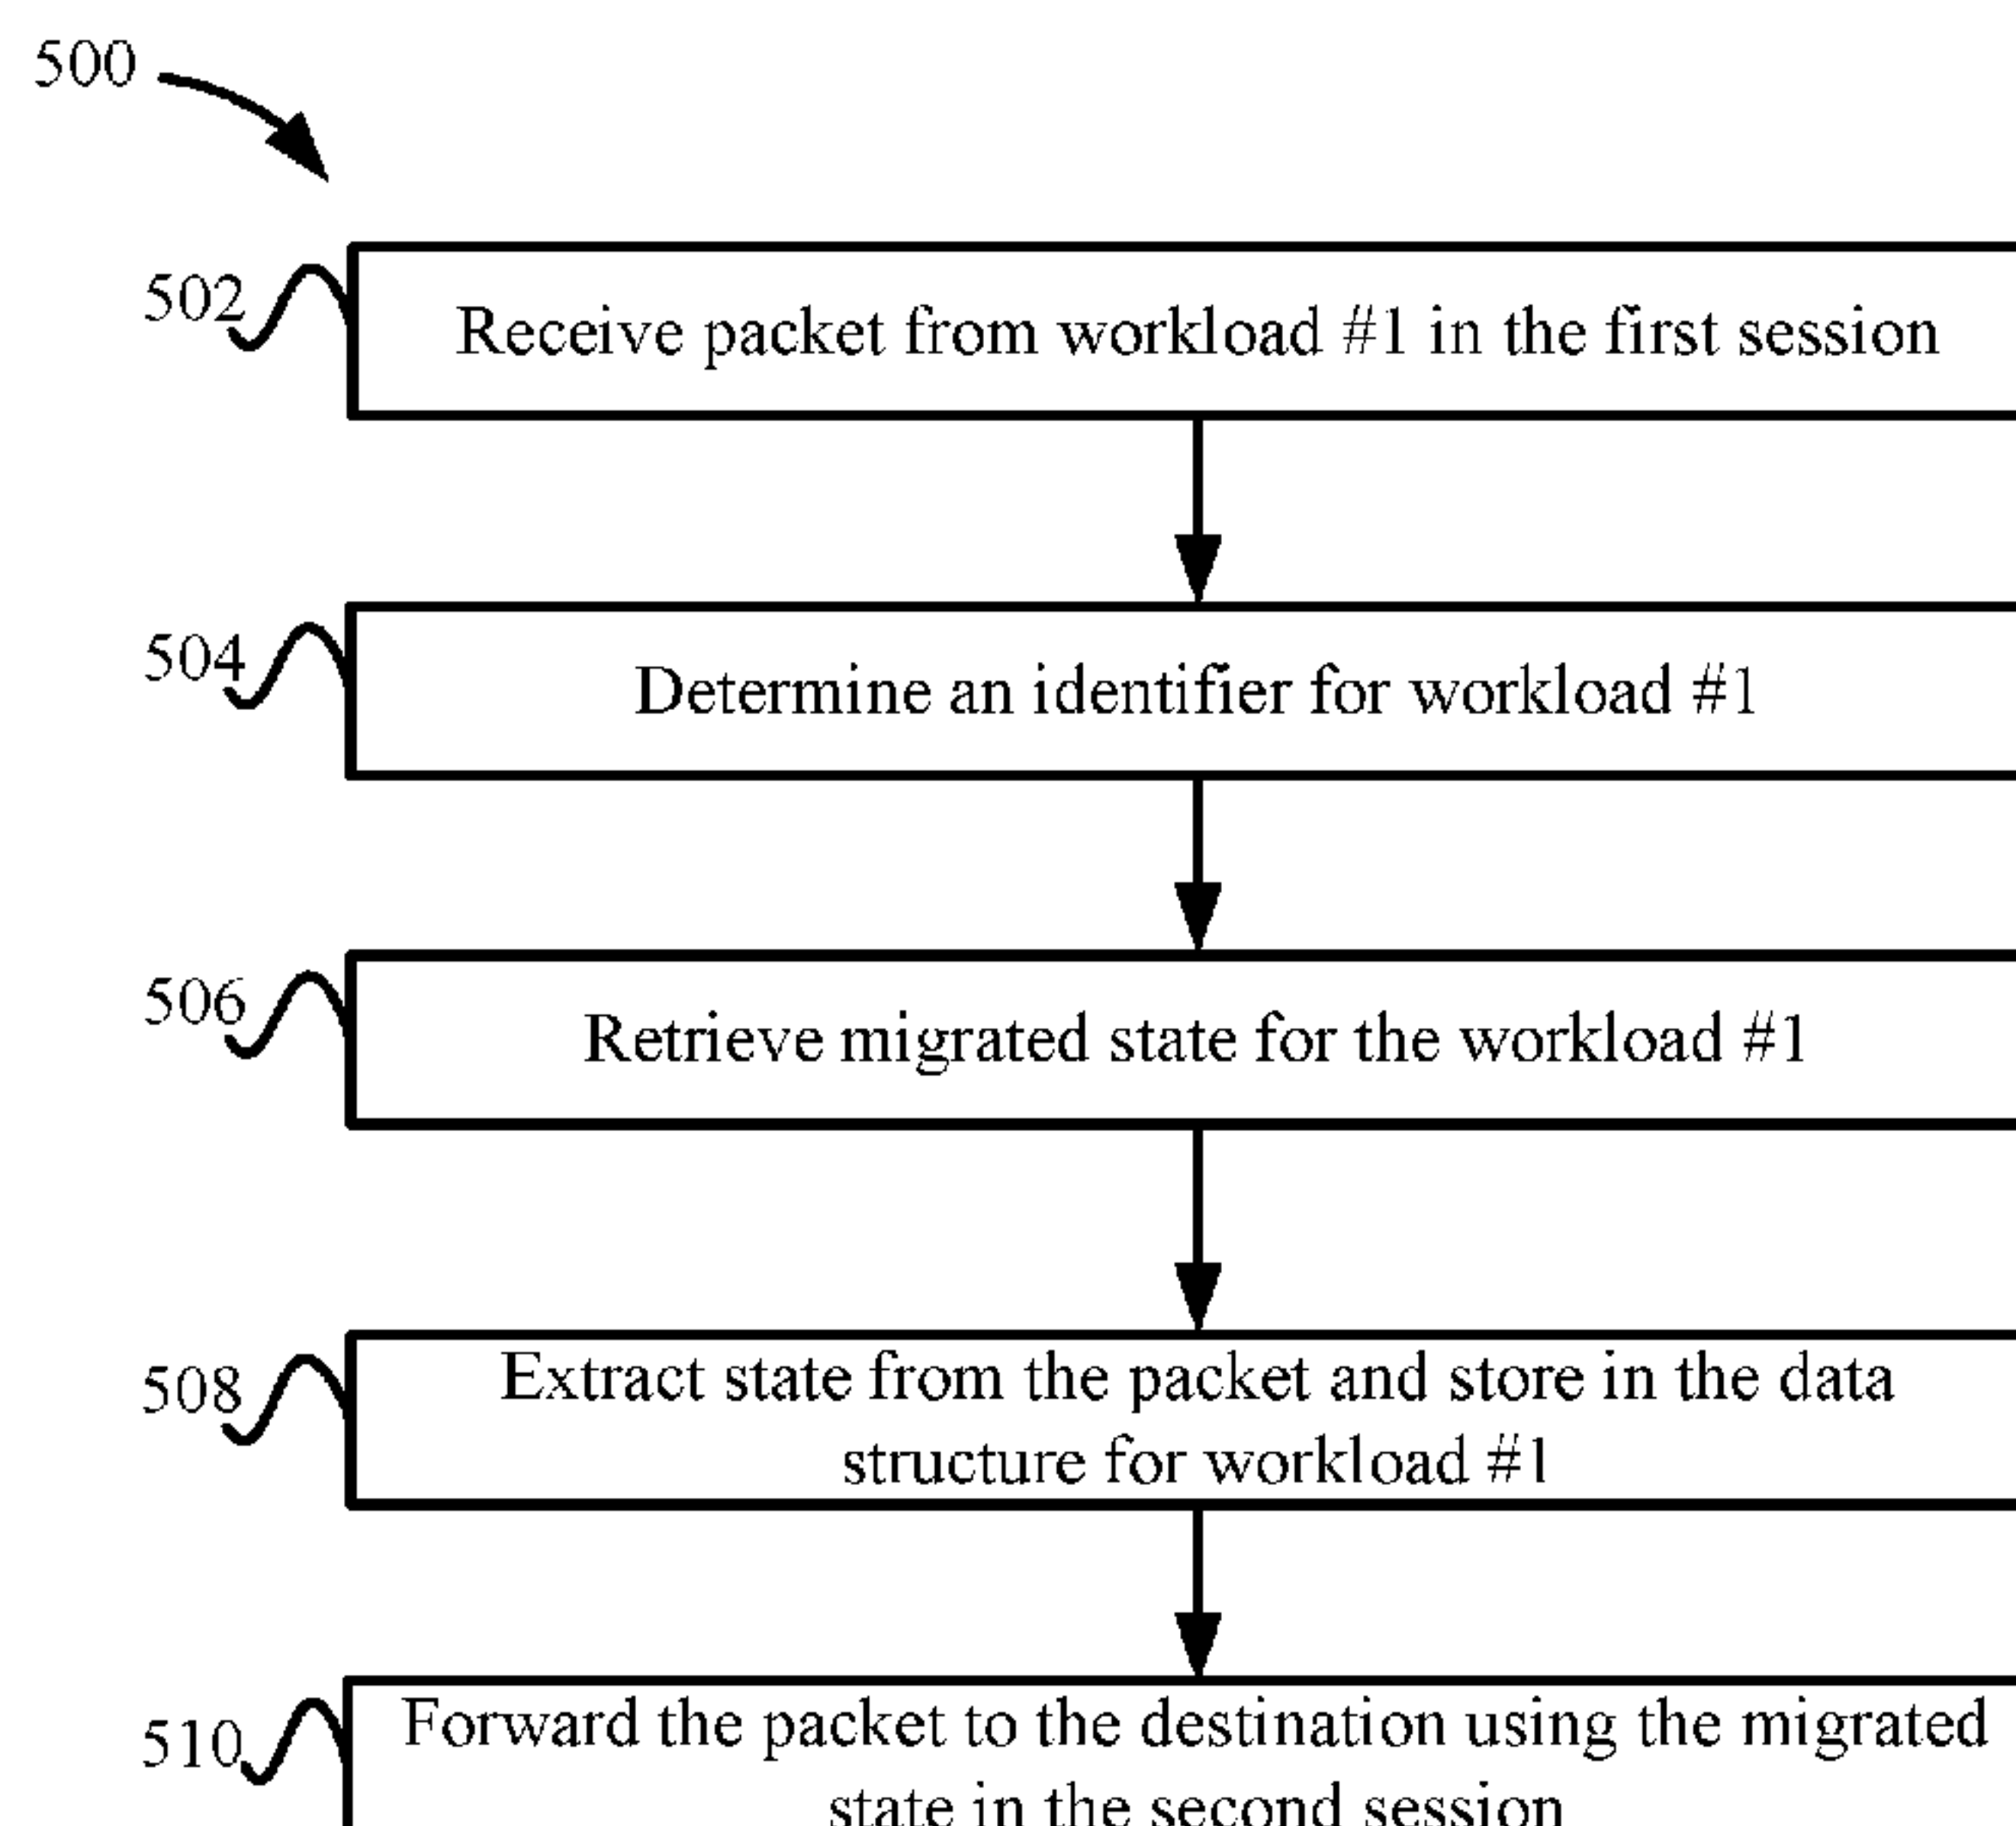 500
502
Receive packet from workload #1 in the first session
504
Determine an identifier for workload #1
506
Retrieve migrated state for the workload #1
508
Extract state from the packet and store in the data
structure for workload #1
510
Forward the packet to the destination using the migrated
state in the second session